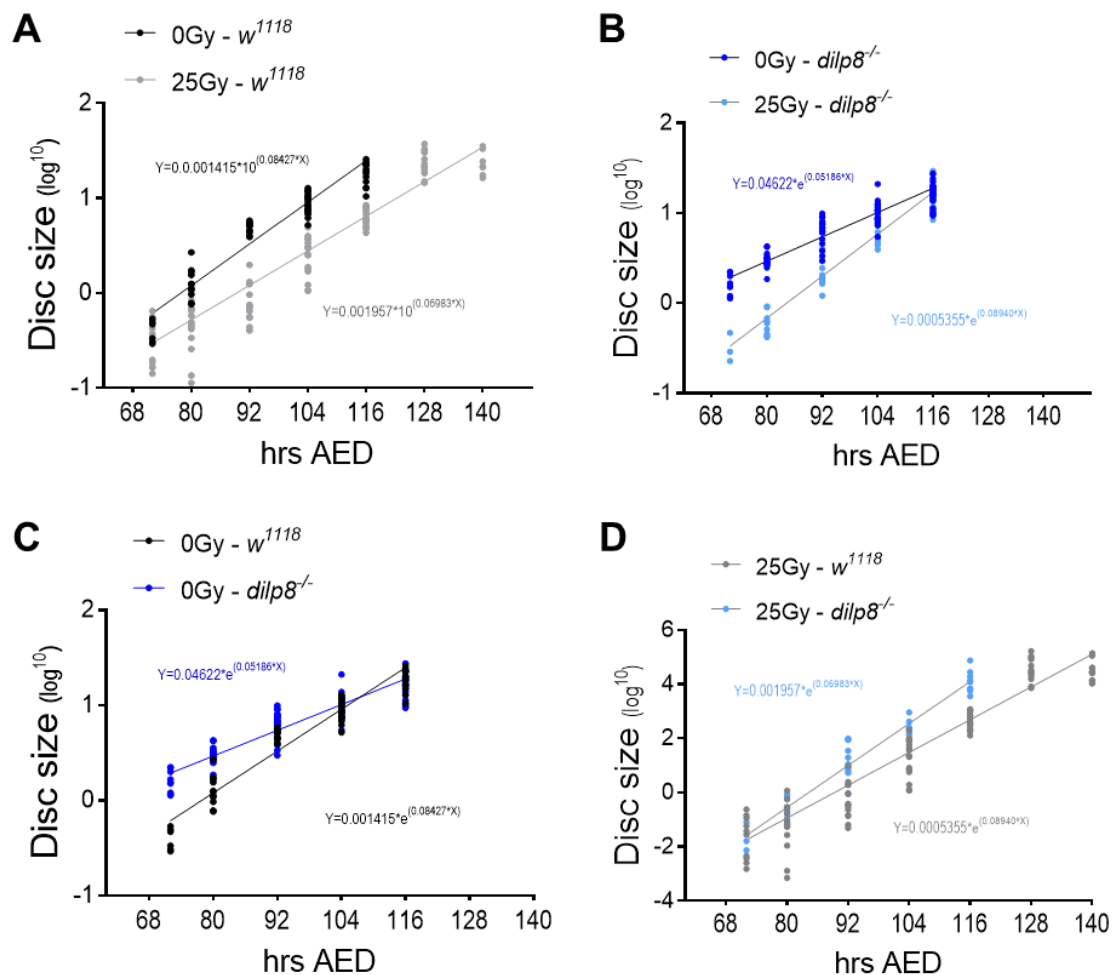 A
0Gy - w1118
25Gy - w1118
Disc size (log10)
2
1
0
-1
Y=0.0.001415*10(0.08427*X)
Y=0.001957*10(0.06983*X)
68 80 92 104 116 128 140
hrs AED
B
0Gy - dilp8-/-
25Gy - dilp8-/-
Disc size (log10)
2
1
0
-1
Y=0.04622*e(0.05186*X)
Y=0.0005355*e(0.08940*X)
68 80 92 104 116 128 140
hrs AED
C
0Gy - w1118
0Gy - dilp8-/-
Disc size (log10)
2
1
0
-1
Y=0.04622*e(0.05186*X)
Y=0.001415*e(0.08427*X)
68 80 92 104 116 128 140
hrs AED
D
25Gy - w1118
25Gy - dilp8-/-
Disc size (log10)
6
4
2
0
-2
-4
Y=0.001957*e(0.06983*X)
Y=0.0005355*e(0.08940*X)
68 80 92 104 116 128 140
hrs AED